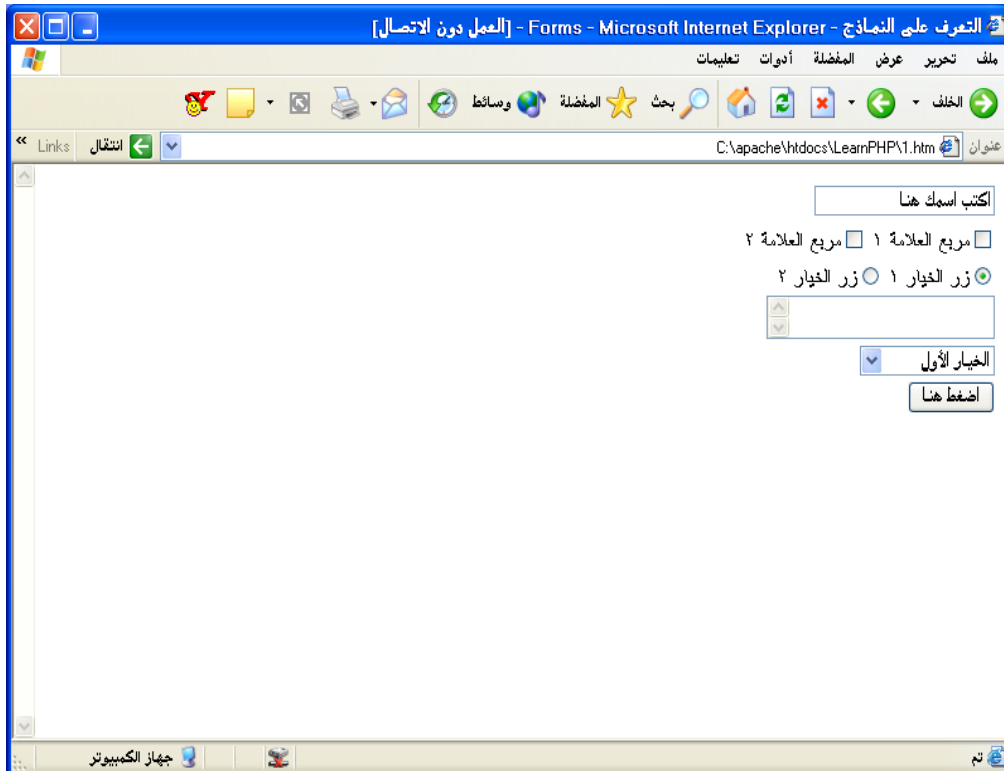 التعرف على النماذج - Forms - Microsoft Internet Explorer - [العمل دون الاتصال]
ملف تحرير عرض المفضلة أدوات تعليمات
الخلف بحث المفضلة وسائط
عنوان C:\apache\htdocs\LearnPHP\1.htm انتقال Links »
اكتب اسمك هنا
مربع العلامة ١ مربع العلامة ٢
زر الخيار ١ زر الخيار ٢
الخيار الأول
اضغط هنا
تم جهاز الكمبيوتر